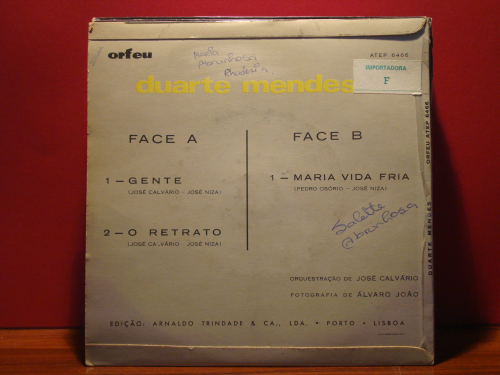 orfeu
ATEP 6466
IMPORTADORA
F
duarte mendes
FACE A
1 — GENTE
(JOSÉ CALVÁRIO - JOSÉ NIZA)
2 — O RETRATO
(JOSÉ CALVÁRIO - JOSÉ NIZA)
FACE B
1 — MARIA VIDA FRIA
(PEDRO OSÓRIO - JOSÉ NIZA)
Salette
ORQUESTRAÇÃO DE JOSÉ CALVÁRIO
FOTOGRAFIA DE ÁLVARO JOÃO
EDIÇÃO: ARNALDO TRINDADE & CA., LDA. • PORTO • LISBOA
DUARTE MENDES ORFEU ATEP 6466